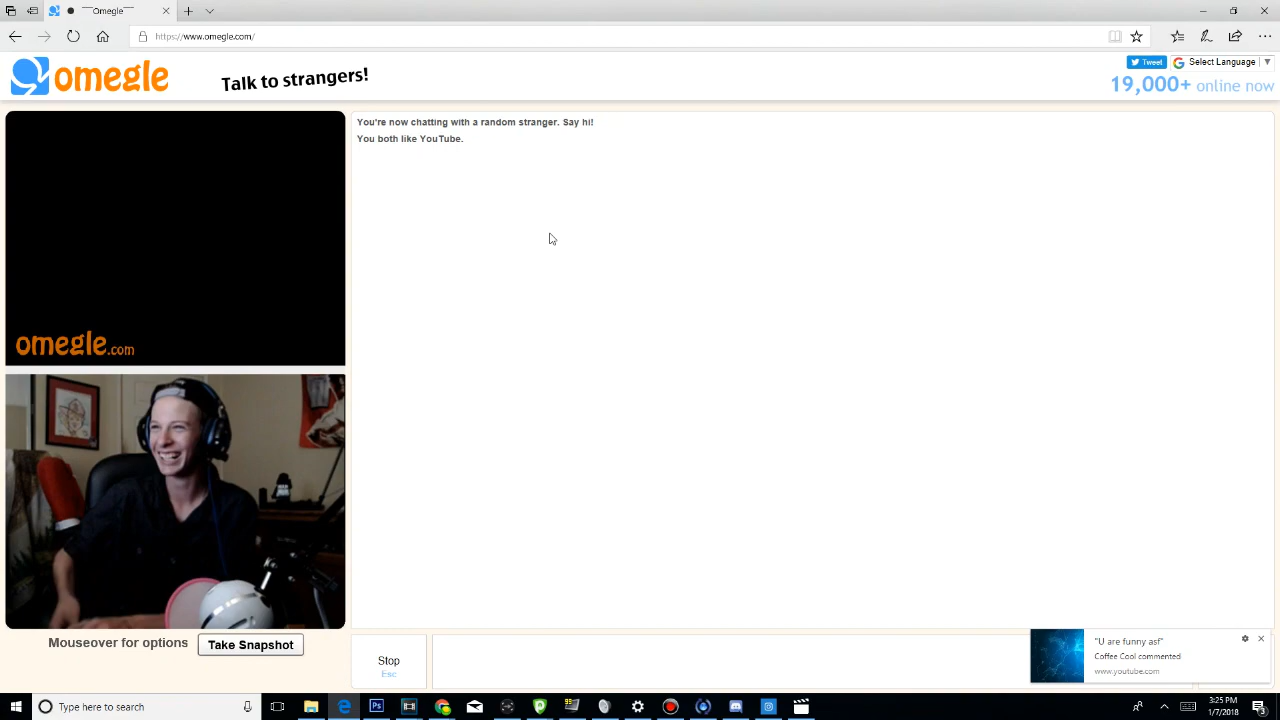 Omegle
https://www.omegle.com/
omegle
Talk to strangers!
Tweet
Select Language
19,000+ online now
You're now chatting with a random stranger. Say hi!
You both like YouTube.
omegle.com
Mouseover for options
Take Snapshot
Stop
Esc
"U are funny asf"
Coffee Cool commented
www.youtube.com
Type here to search
3:25 PM
1/7/2018